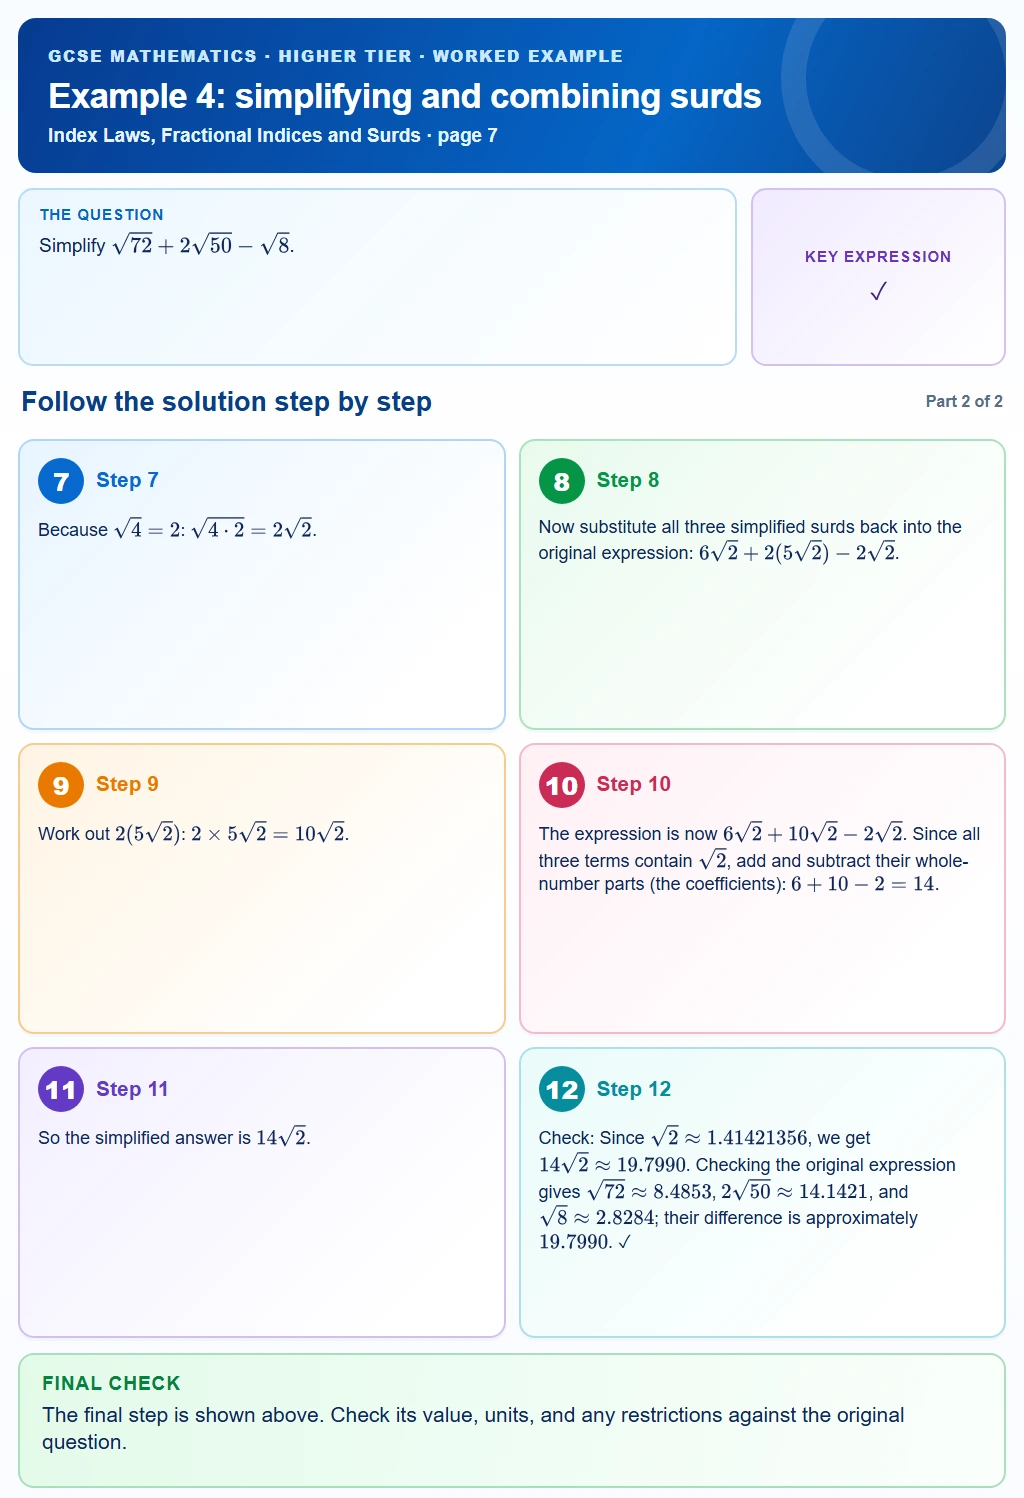 GCSE MATHEMATICS · HIGHER TIER · WORKED EXAMPLE
Example 4: simplifying and combining surds
Index Laws, Fractional Indices and Surds · page 7
THE QUESTION
Simplify √72 + 2√50 − √8.
KEY EXPRESSION
✓
Follow the solution step by step
Part 2 of 2
7 Step 7
Because √4 = 2: √(4 · 2) = 2√2.
8 Step 8
Now substitute all three simplified surds back into the
original expression: 6√2 + 2(5√2) − 2√2.
9 Step 9
Work out 2(5√2): 2 × 5√2 = 10√2.
10 Step 10
The expression is now 6√2 + 10√2 − 2√2. Since all
three terms contain √2, add and subtract their whole-
number parts (the coefficients): 6 + 10 − 2 = 14.
11 Step 11
So the simplified answer is 14√2.
12 Step 12
Check: Since √2 ≈ 1.41421356, we get
14√2 ≈ 19.7990. Checking the original expression
gives √72 ≈ 8.4853, 2√50 ≈ 14.1421, and
√8 ≈ 2.8284; their difference is approximately
19.7990. ✓
FINAL CHECK
The final step is shown above. Check its value, units, and any restrictions against the original
question.